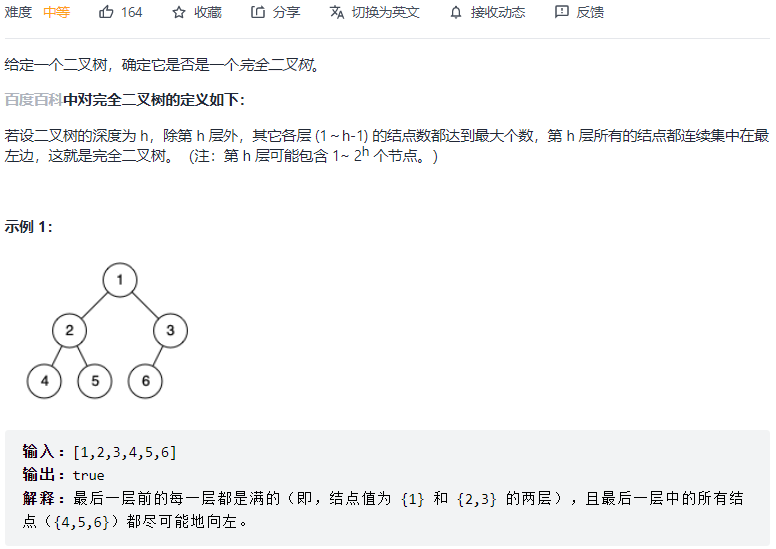 难度 中等 164 收藏 分享 切换为英文 接收动态 反馈
给定一个二叉树，确定它是否是一个完全二叉树。
百度百科中对完全二叉树的定义如下：
若设二叉树的深度为 h，除第 h 层外，其它各层 (1～h-1) 的结点数都达到最大个数，第 h 层所有的结点都连续集中在最
左边，这就是完全二叉树。（注：第 h 层可能包含 1~ 2h 个节点。）
示例 1：
1
2 3
4 5 6
输入：[1,2,3,4,5,6]
输出：true
解释：最后一层前的每一层都是满的（即，结点值为 {1} 和 {2,3} 的两层），且最后一层中的所有结
点（{4,5,6}）都尽可能地向左。